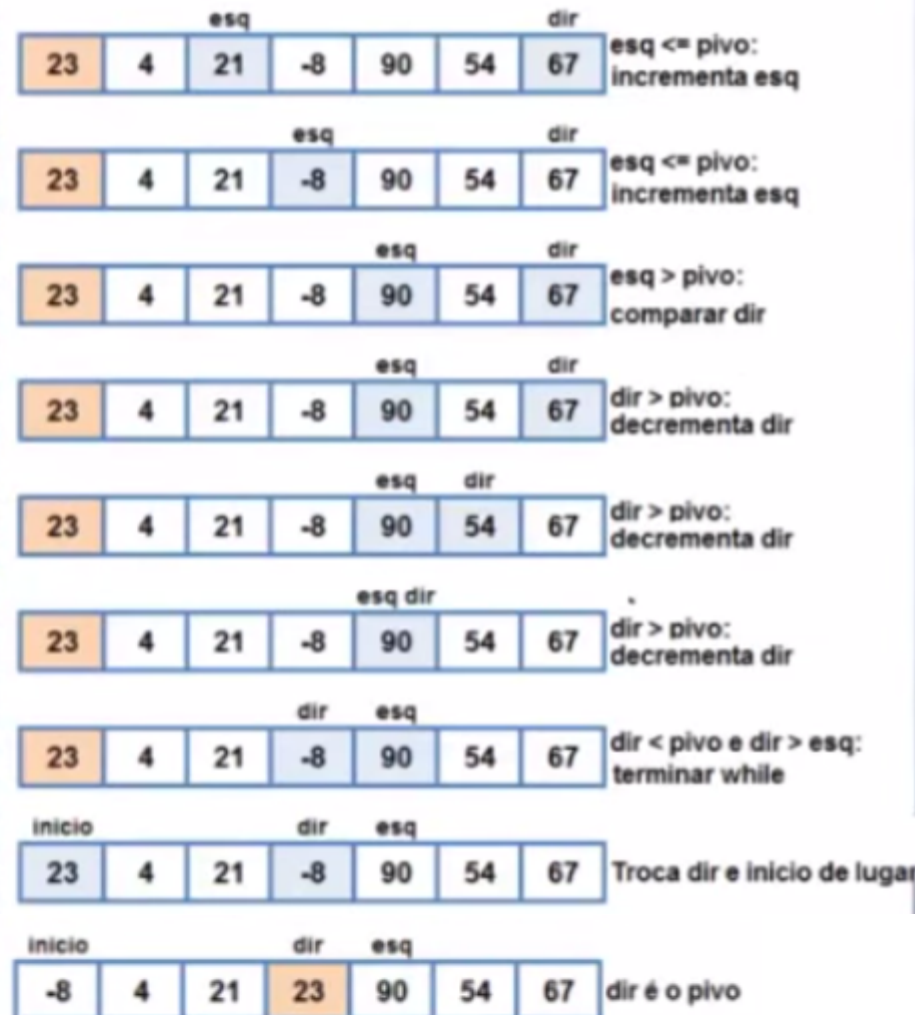 esq dir
23 4 21 -8 90 54 67 esq <= pivo:
incrementa esq
esq dir
23 4 21 -8 90 54 67 esq <= pivo:
incrementa esq
esq dir
23 4 21 -8 90 54 67 esq > pivo:
comparar dir
esq dir
23 4 21 -8 90 54 67 dir > pivo:
decrementa dir
esq dir
23 4 21 -8 90 54 67 dir > pivo:
decrementa dir
esq dir
23 4 21 -8 90 54 67 dir > pivo:
decrementa dir
dir esq
23 4 21 -8 90 54 67 dir < pivo e dir > esq:
terminar while
inicio dir esq
23 4 21 -8 90 54 67 Troca dir e inicio de lugar
inicio dir esq
-8 4 21 23 90 54 67 dir é o pivo